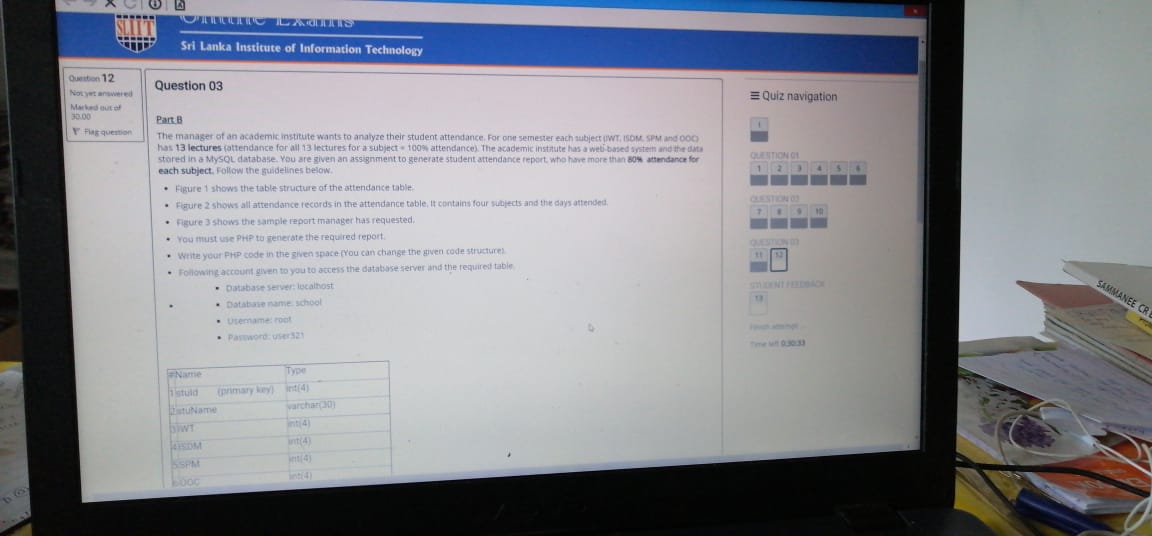 Online Exams
SLIIT
Sri Lanka Institute of Information Technology
Question 12
Not yet answered
Marked out of
30.00
Flag question
Question 03
Part B
The manager of an academic institute wants to analyze their student attendance. For one semester each subject (IWT, ISDM, SPM and OOC)
has 13 lectures (attendance for all 13 lectures for a subject = 100% attendance). The academic institute has a web-based system and the data
stored in a MySQL database. You are given an assignment to generate student attendance report, who have more than 80% attendance for
each subject. Follow the guidelines below.
• Figure 1 shows the table structure of the attendance table.
• Figure 2 shows all attendance records in the attendance table. It contains four subjects and the days attended.
• Figure 3 shows the sample report manager has requested.
• You must use PHP to generate the required report.
• Write your PHP code in the given space (You can change the given code structure).
• Following account given to you to access the database server and the required table.
• Database server: localhost
• Database name: school
• Username: root
• Password: user321
#Name Type
1 stuId (primary key) int(4)
2 stuName varchar(30)
3 IWT int(4)
4 ISDM int(4)
5 SPM int(4)
6 OOC int(4)
Quiz navigation
1
QUESTION 01
1 2 3 4 5 6
QUESTION 02
7 8 9 10
QUESTION 03
11 12
STUDENT FEEDBACK
13
Finish attempt ...
Time left 0:30:33
SAMMANEE